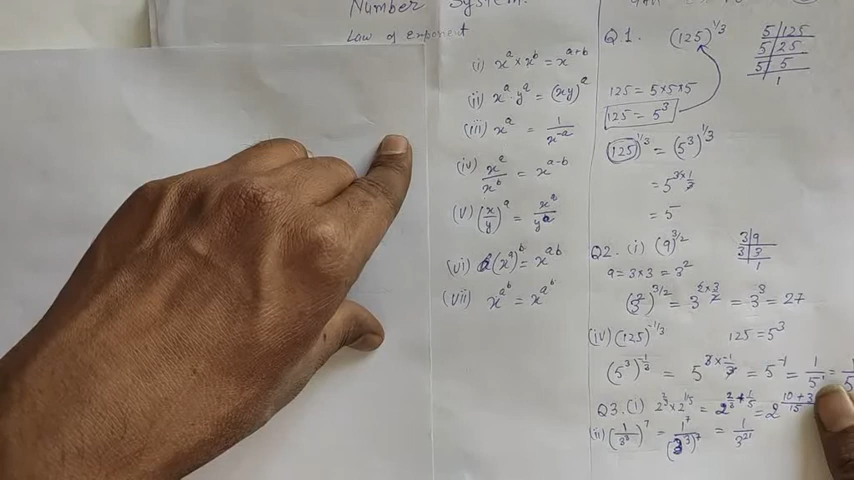 Number System.
Law of exponent
(i) x^a × x^b = x^(a+b)
(ii) x^a · y^a = (xy)^a
(iii) x^a = 1/x^(-a)
(iv) x^a/x^b = x^(a-b)
(v) (x/y)^a = x^a/y^a
(vi) (x^a)^b = x^(ab)
(vii) x^a^b = x^a^b
Q1. (125)^(1/3)
5|125
5|25
5|5
1
125 = 5×5×5
125 = 5^3
(125)^(1/3) = (5^3)^(1/3)
= 5^(3×1/3)
= 5
Q2. (i) (9)^(3/2)
3|9
3|3
1
9 = 3×3 = 3^2
(3^2)^(3/2) = 3^(2×3/2) = 3^3 = 27
(iv) (125)^(-1/3) 125 = 5^3
(5^3)^(-1/3) = 5^(3×-1/3) = 5^(-1) = 1/5^1 = 1/5
Q3. (i) 2^(2/3) × 2^(1/5) = 2^(2/3+1/5) = 2^((10+3)/15)
(ii) (1/3^3)^7 = 1^7/(3^3)^7 = 1/3^21